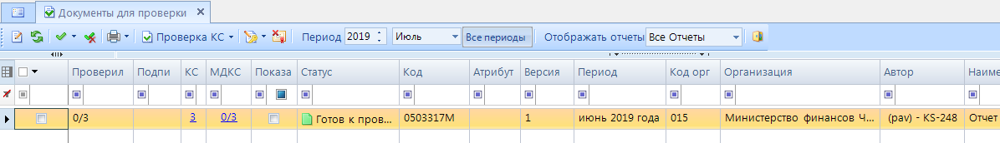 Документы для проверки
Проверка КС Период 2019 Июль Все периоды Отображать отчеты Все Отчеты
Проверил Подпи КС МДКС Показа Статус Код Атрибут Версия Период Код орг Организация Автор Наиме
0/3 3 0/3 Готов к пров... 0503317М 1 июнь 2019 года 015 Министерство финансов Ч... (pav) - KS-248 Отчет